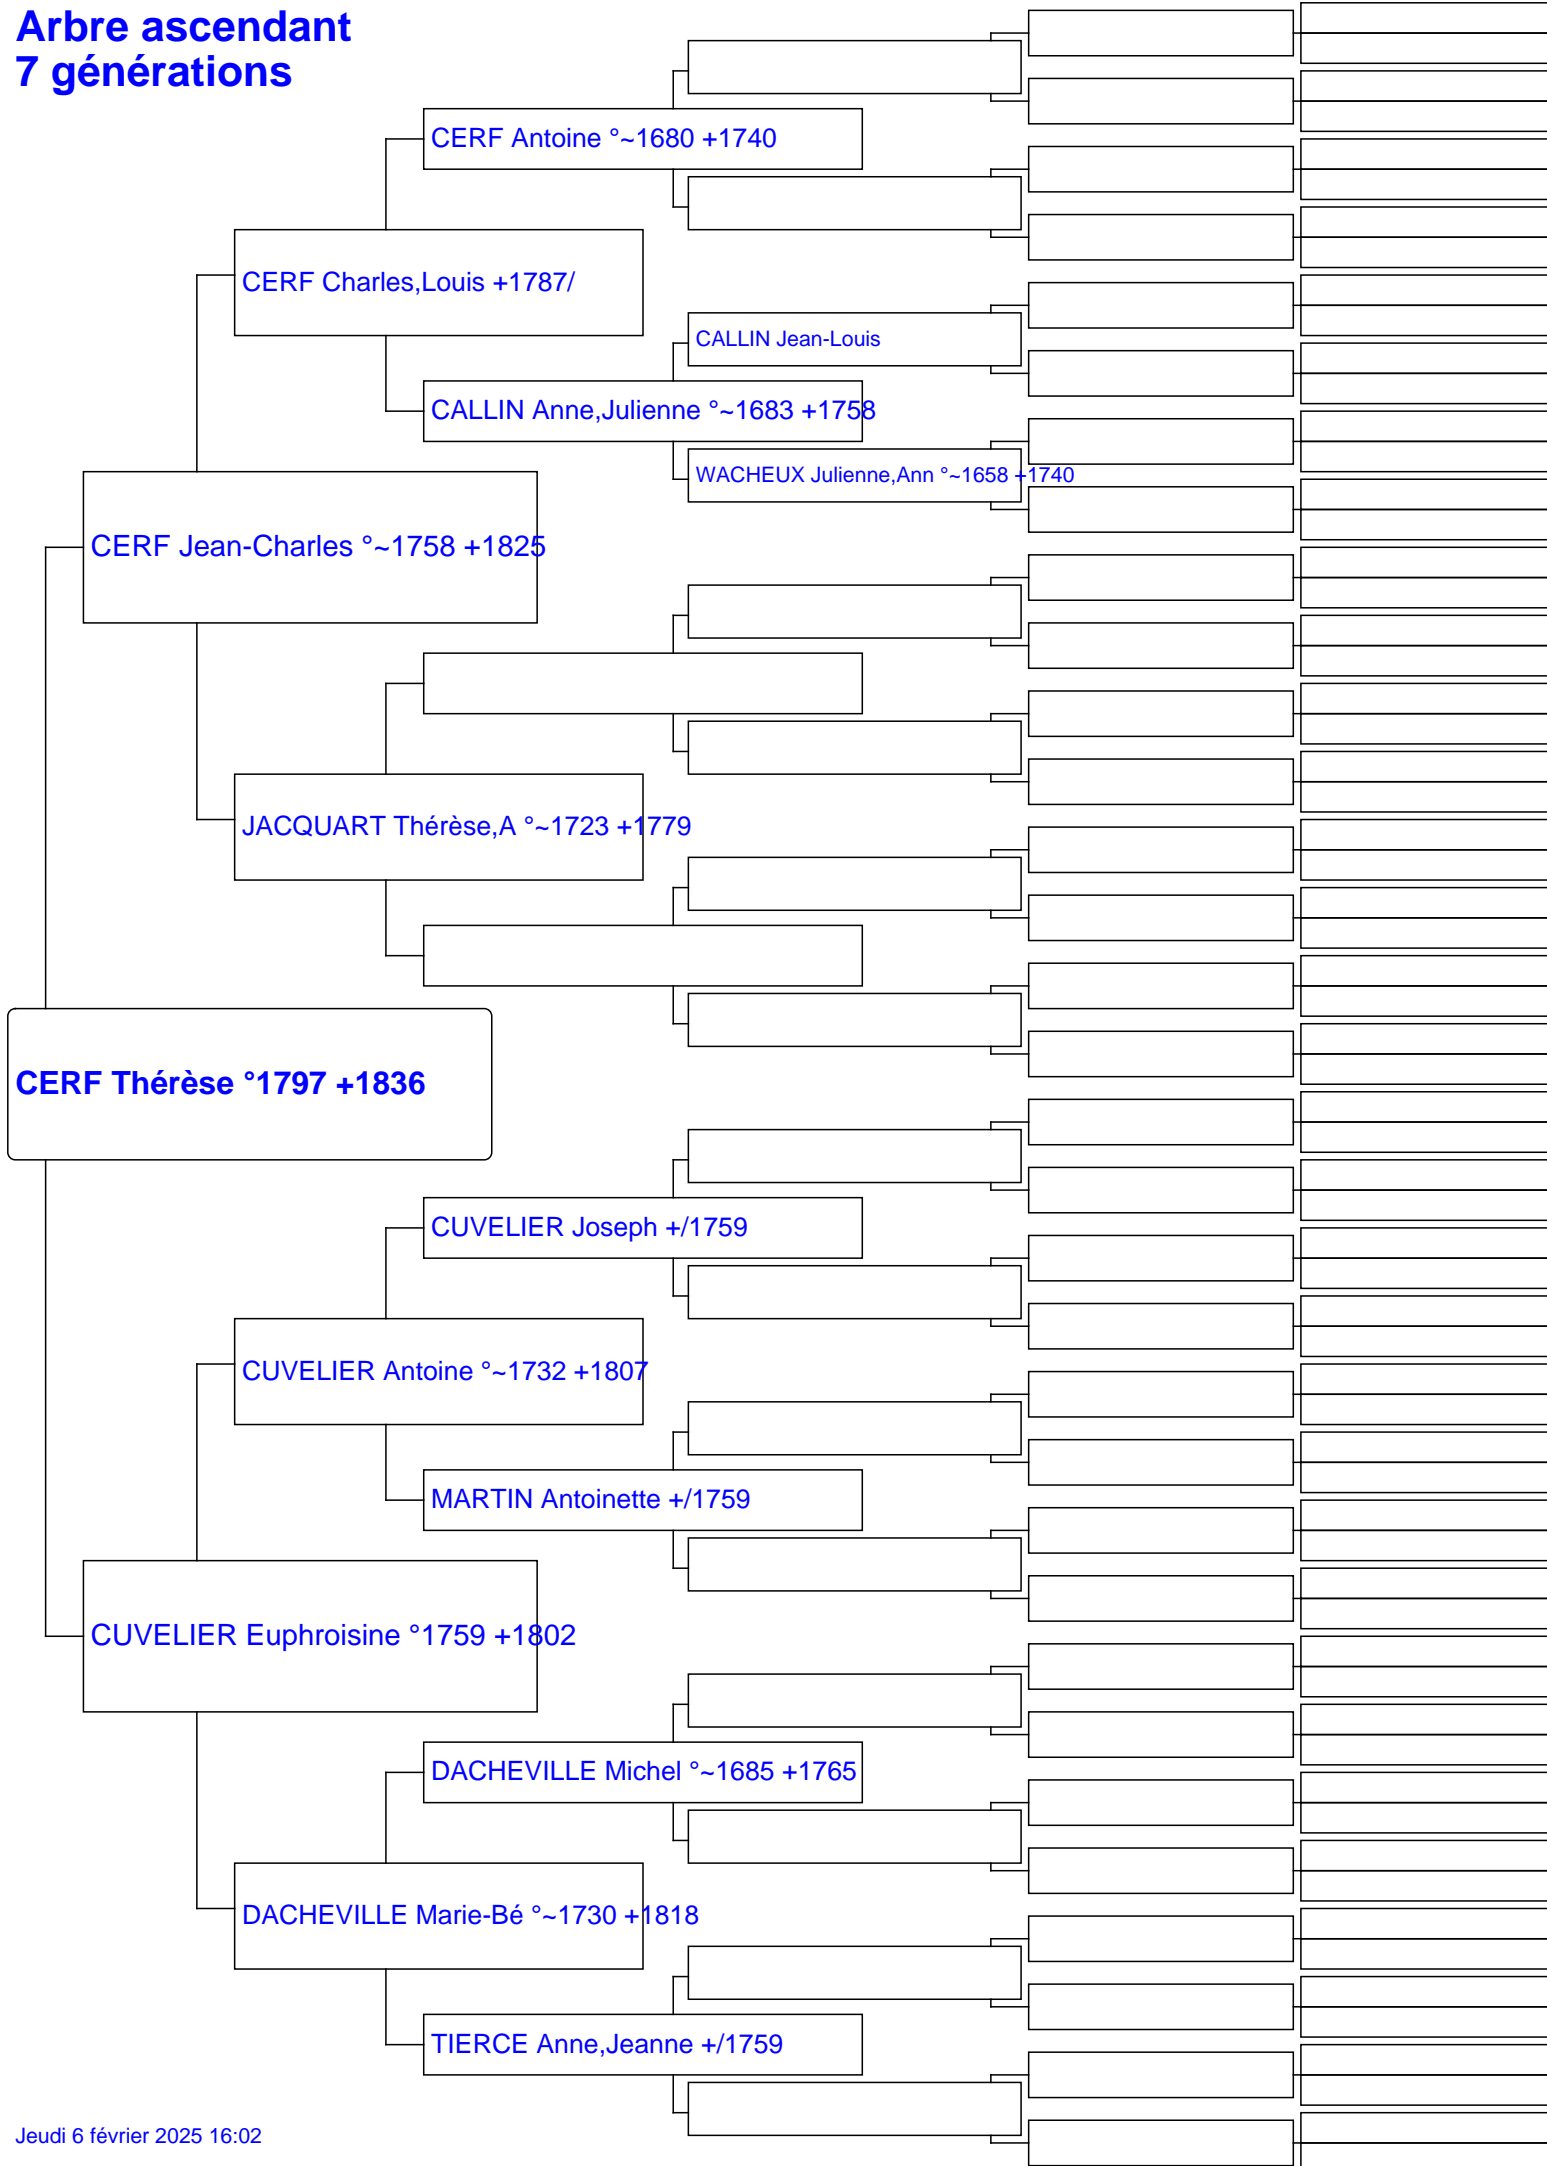 Arbre ascendant
7 générations
CERF Antoine °~1680 +1740
CERF Charles,Louis +1787/
CALLIN Jean-Louis
CALLIN Anne,Julienne °~1683 +1758
WACHEUX Julienne,Ann °~1658 +1740
CERF Jean-Charles °~1758 +1825
JACQUART Thérèse,A °~1723 +1779
CERF Thérèse °1797 +1836
CUVELIER Joseph +/1759
CUVELIER Antoine °~1732 +1807
MARTIN Antoinette +/1759
CUVELIER Euphroisine °1759 +1802
DACHEVILLE Michel °~1685 +1765
DACHEVILLE Marie-Bé °~1730 +1818
TIERCE Anne,Jeanne +/1759
Jeudi 6 février 2025 16:02